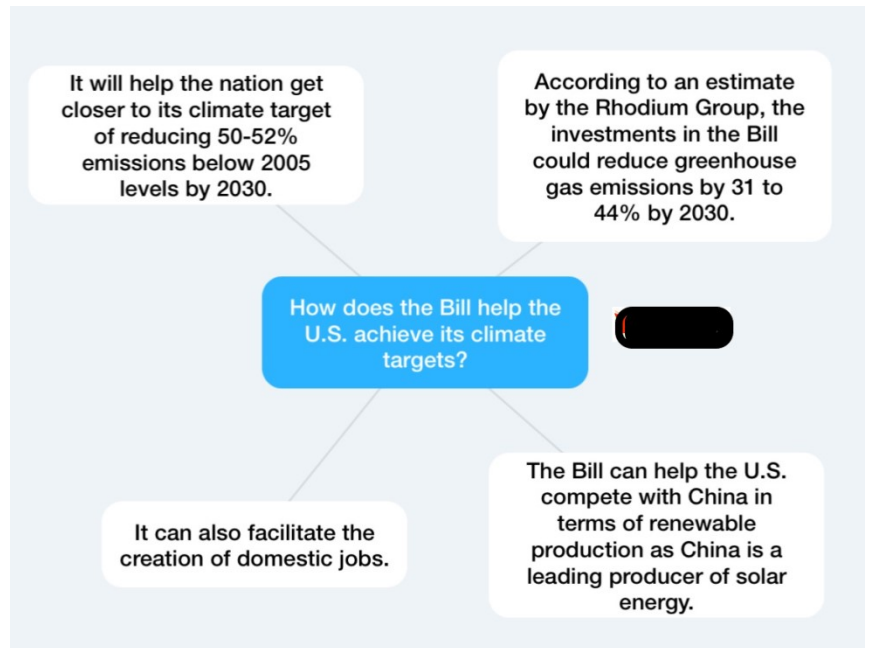 It will help the nation get
closer to its climate target
of reducing 50-52%
emissions below 2005
levels by 2030.
According to an estimate
by the Rhodium Group, the
investments in the Bill
could reduce greenhouse
gas emissions by 31 to
44% by 2030.
How does the Bill help the
U.S. achieve its climate
targets?
It can also facilitate the
creation of domestic jobs.
The Bill can help the U.S.
compete with China in
terms of renewable
production as China is a
leading producer of solar
energy.